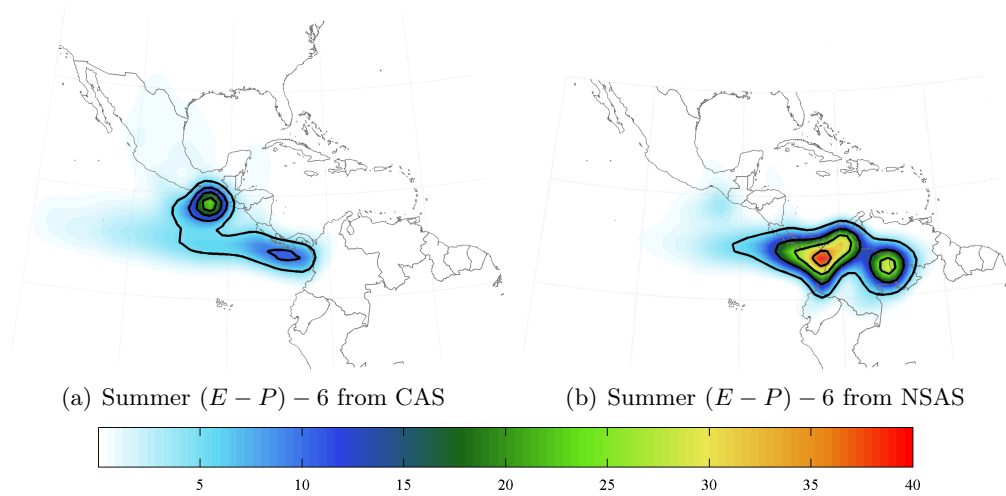 (a) Summer (E − P) − 6 from CAS
(b) Summer (E − P) − 6 from NSAS
5 10 15 20 25 30 35 40